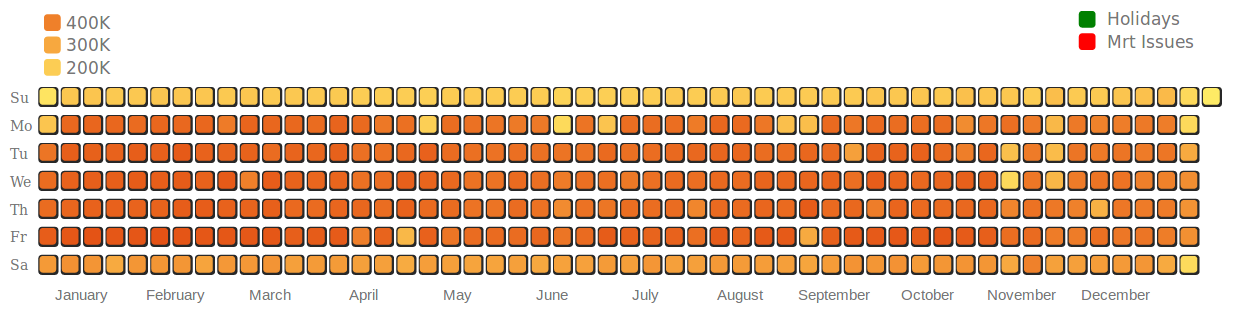 400K
300K
200K
Holidays
Mrt Issues
Su
Mo
Tu
We
Th
Fr
Sa
January February March April May June July August September October November December